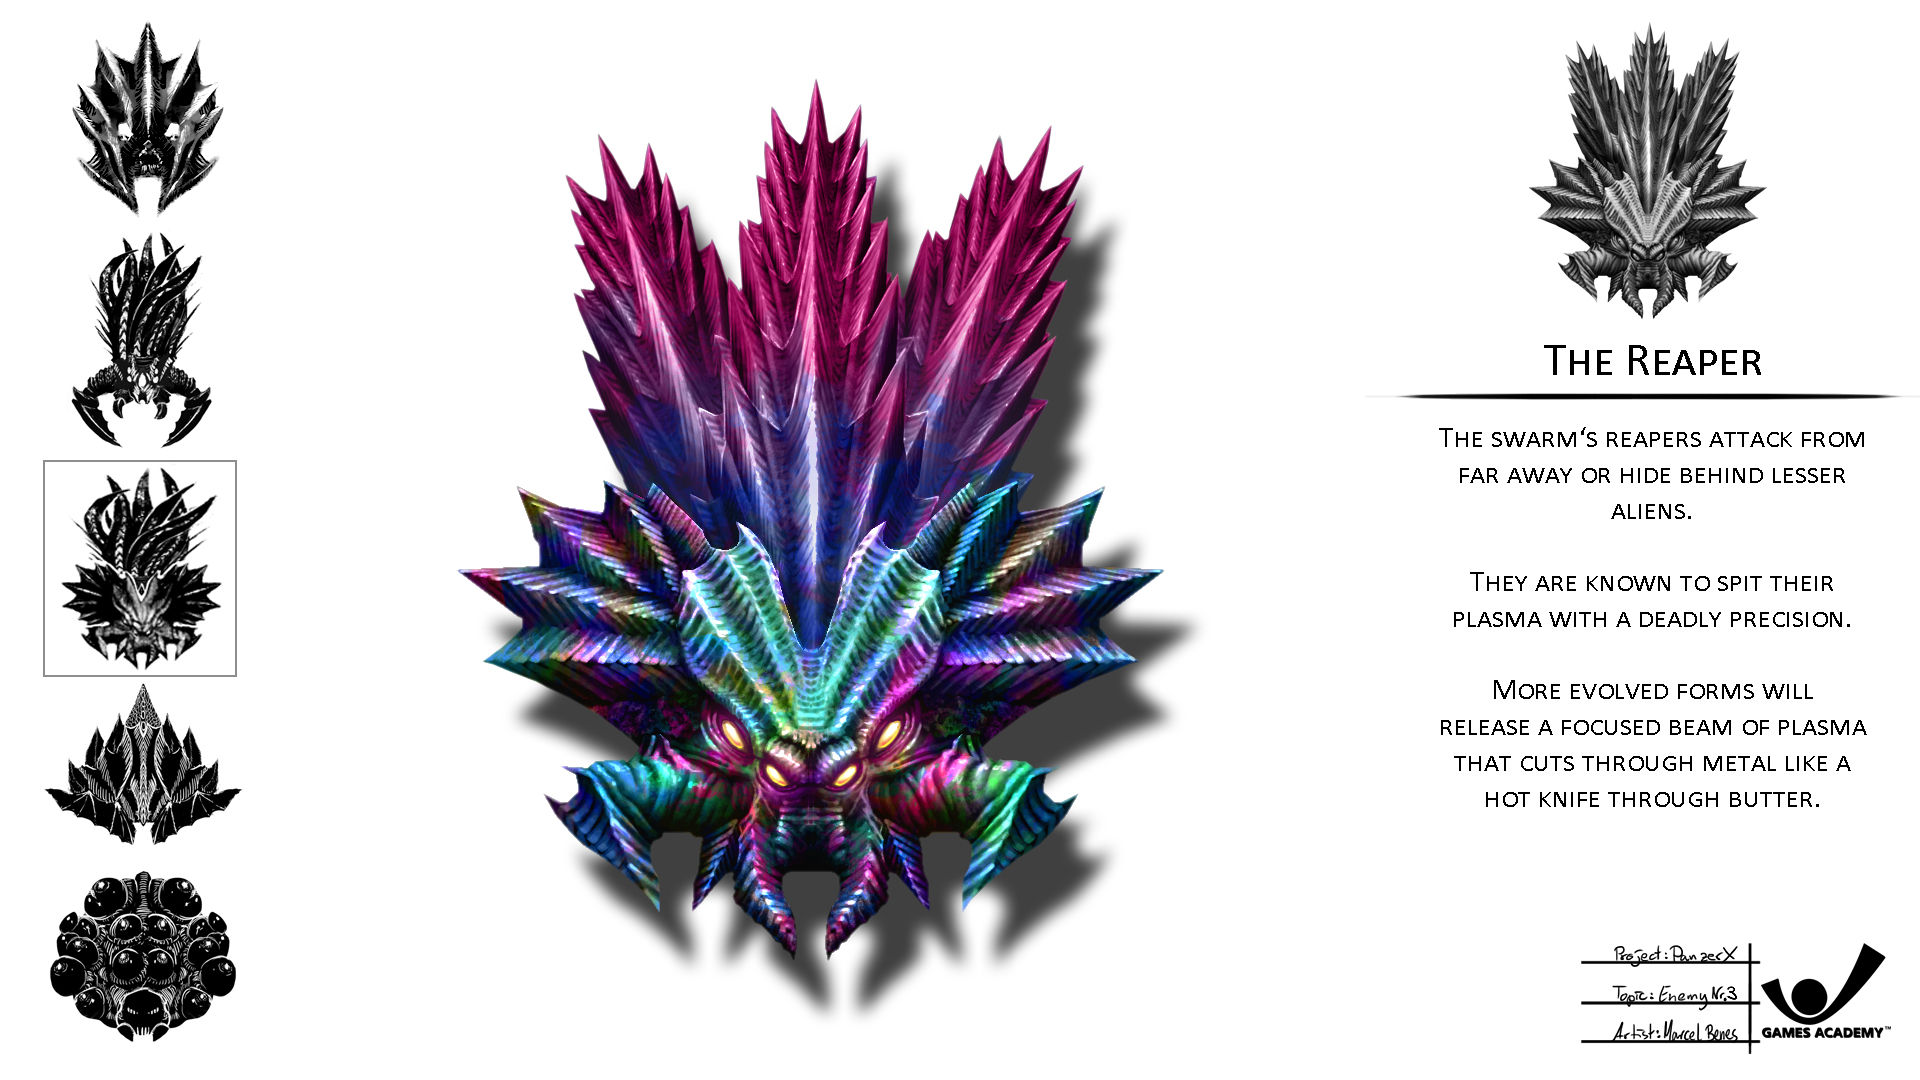 The Reaper
The swarm‘s reapers attack from
far away or hide behind lesser
aliens.
They are known to spit their
plasma with a deadly precision.
More evolved forms will
release a focused beam of plasma
that cuts through metal like a
hot knife through butter.
Project: PanzerX
Topic: Enemy Nr.3
Artist: Marcel Benes
GAMES ACADEMY™